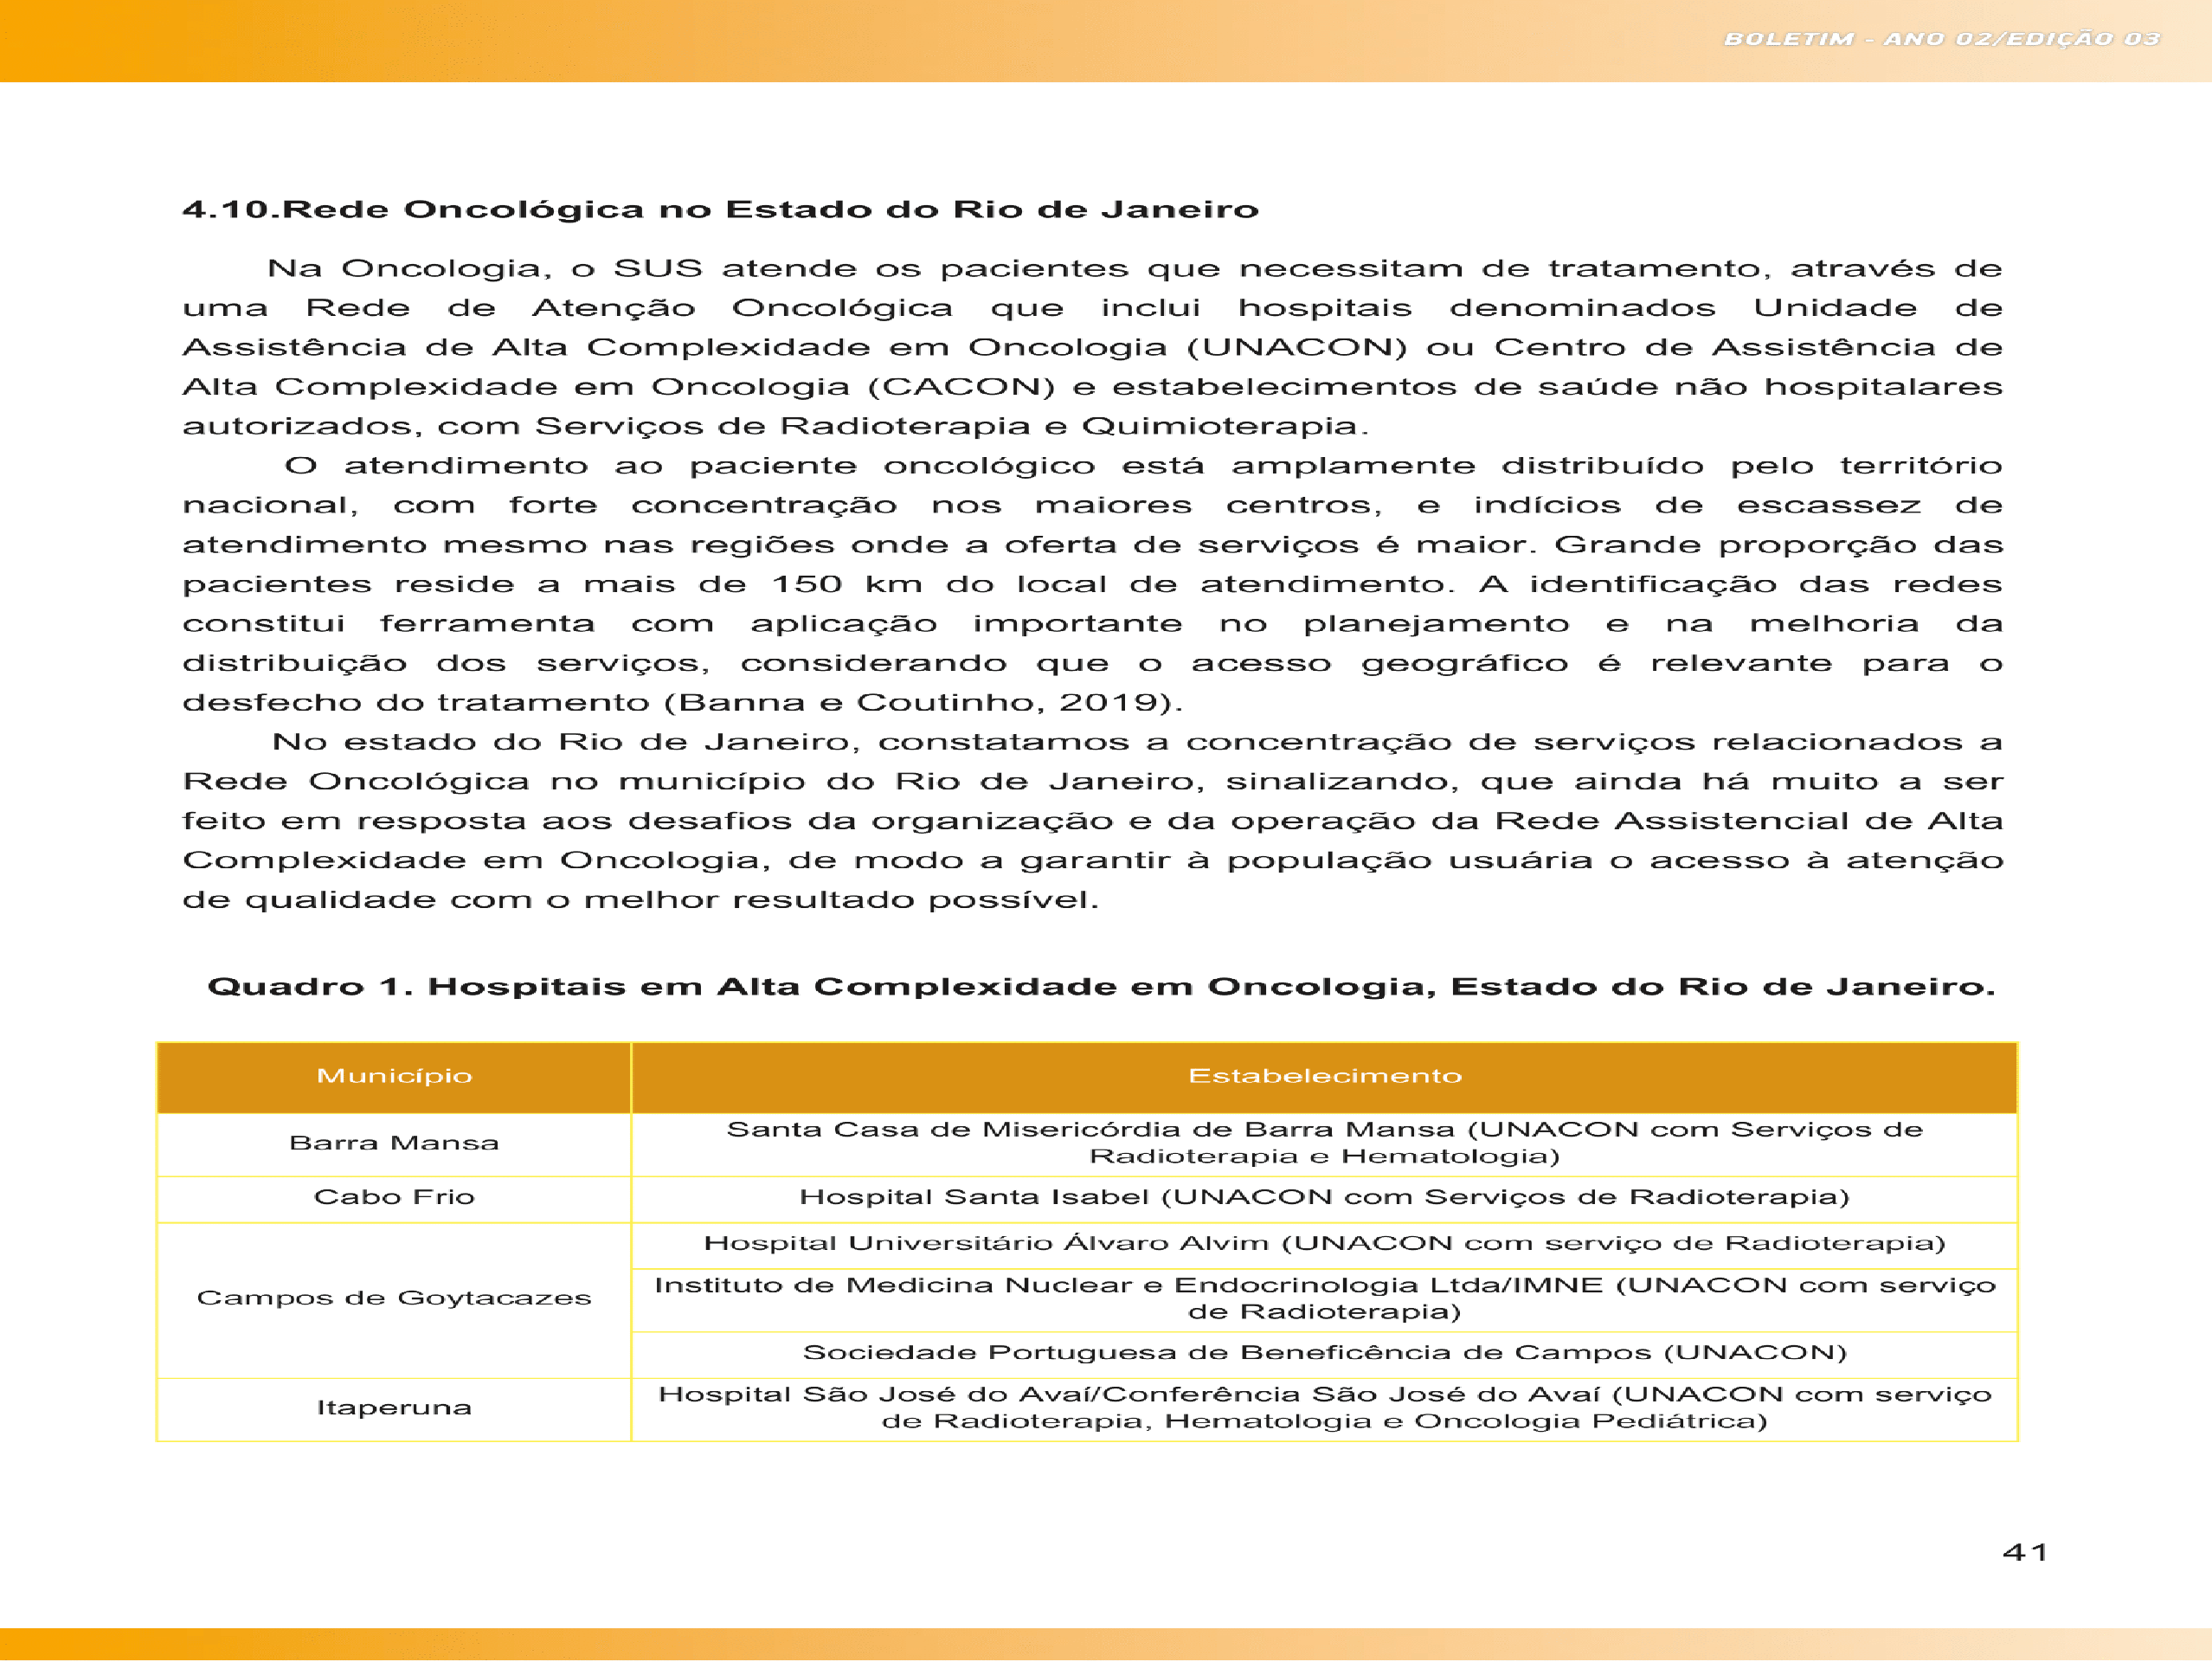 BOLETIM - ANO 02/EDIÇÃO 03
4.10.Rede Oncológica no Estado do Rio de Janeiro
Na Oncologia, o SUS atende os pacientes que necessitam de tratamento, através de
uma Rede de Atenção Oncológica que inclui hospitais denominados Unidade de
Assistência de Alta Complexidade em Oncologia (UNACON) ou Centro de Assistência de
Alta Complexidade em Oncologia (CACON) e estabelecimentos de saúde não hospitalares
autorizados, com Serviços de Radioterapia e Quimioterapia.
O atendimento ao paciente oncológico está amplamente distribuído pelo território
nacional, com forte concentração nos maiores centros, e indícios de escassez de
atendimento mesmo nas regiões onde a oferta de serviços é maior. Grande proporção das
pacientes reside a mais de 150 km do local de atendimento. A identificação das redes
constitui ferramenta com aplicação importante no planejamento e na melhoria da
distribuição dos serviços, considerando que o acesso geográfico é relevante para o
desfecho do tratamento (Banna e Coutinho, 2019).
No estado do Rio de Janeiro, constatamos a concentração de serviços relacionados a
Rede Oncológica no município do Rio de Janeiro, sinalizando, que ainda há muito a ser
feito em resposta aos desafios da organização e da operação da Rede Assistencial de Alta
Complexidade em Oncologia, de modo a garantir à população usuária o acesso à atenção
de qualidade com o melhor resultado possível.
Quadro 1. Hospitais em Alta Complexidade em Oncologia, Estado do Rio de Janeiro.
Município Estabelecimento
Barra Mansa Santa Casa de Misericórdia de Barra Mansa (UNACON com Serviços de
Radioterapia e Hematologia)
Cabo Frio Hospital Santa Isabel (UNACON com Serviços de Radioterapia)
Campos de Goytacazes Hospital Universitário Álvaro Alvim (UNACON com serviço de Radioterapia)
Instituto de Medicina Nuclear e Endocrinologia Ltda/IMNE (UNACON com serviço
de Radioterapia)
Sociedade Portuguesa de Beneficência de Campos (UNACON)
Itaperuna Hospital São José do Avaí/Conferência São José do Avaí (UNACON com serviço
de Radioterapia, Hematologia e Oncologia Pediátrica)
41